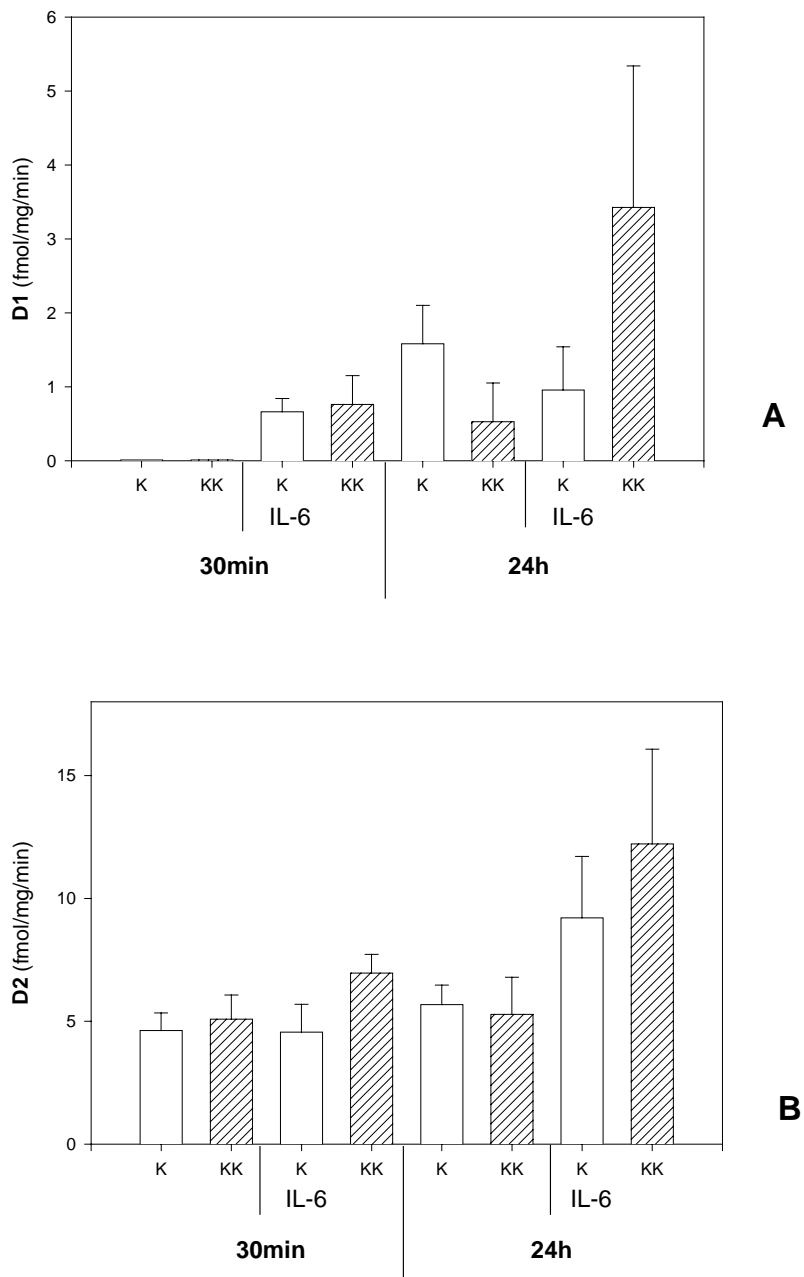 6
5
4
3
2
1
0
D1 (fmol/mg/min)
K KK K KK K KK K KK
IL-6 IL-6
30min 24h
A
15
10
5
0
D2 (fmol/mg/min)
K KK K KK K KK K KK
IL-6 IL-6
30min 24h
B